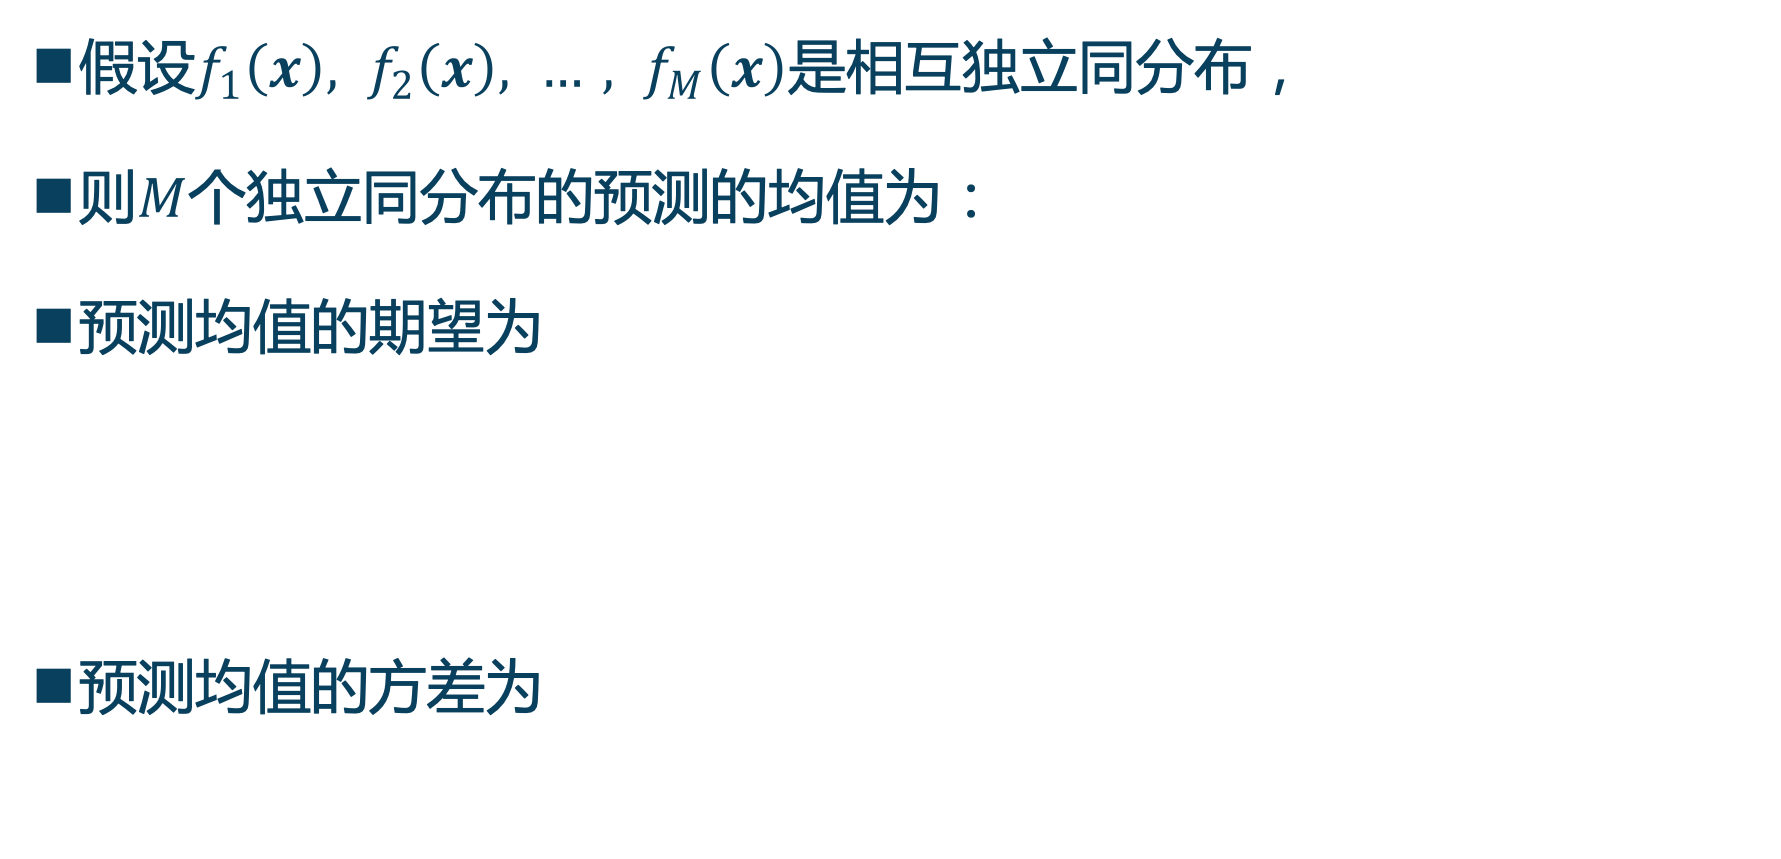 ■假设f₁(x), f₂(x), … , f_M(x)是相互独立同分布，
■则M个独立同分布的预测的均值为：
■预测均值的期望为
■预测均值的方差为